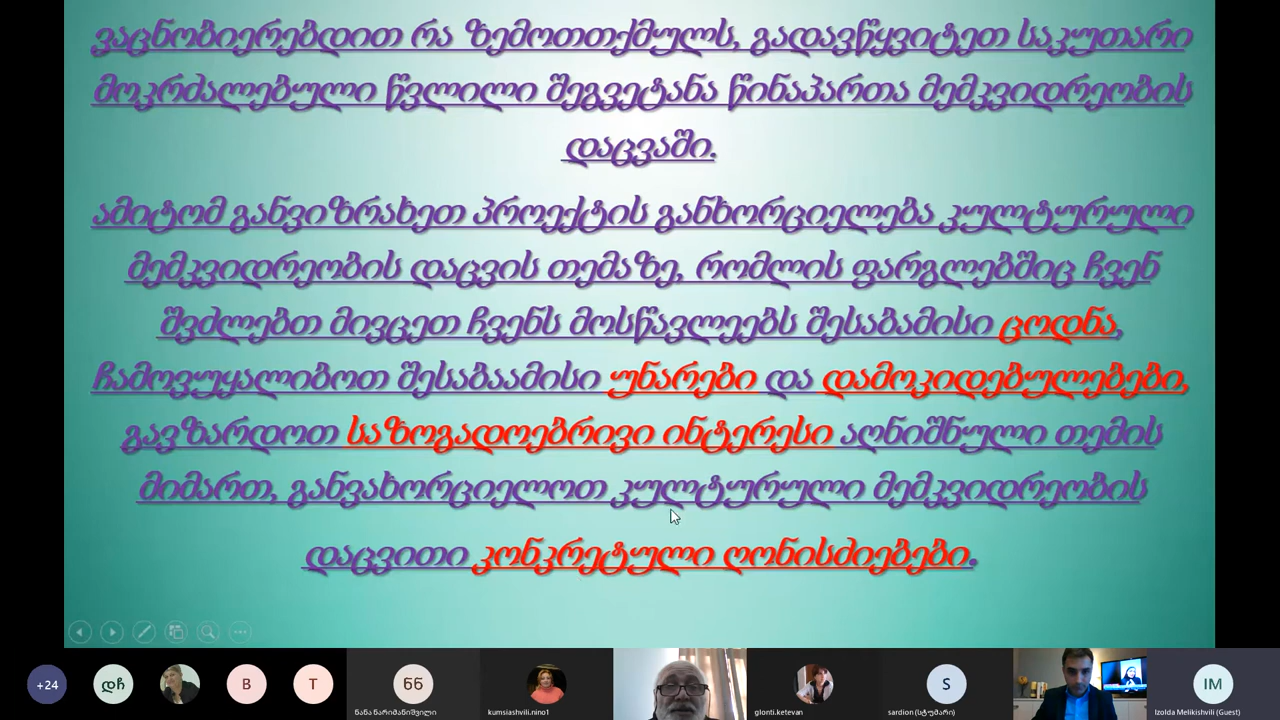 ვაცნობიერებდით რა ზემოთთქმულს, გადავწყვიტეთ საკუთარი
მოკრძალებული წვლილი შეგვეტანა წინაპართა მემკვიდრეობის
დაცვაში.
ამიტომ განვიზრახეთ პროექტის განხორციელება კულტურული
მემკვიდრეობის დაცვის თემაზე, რომლის ფარგლებშიც ჩვენ
შევძლებთ მივცეთ ჩვენს მოსწავლეებს შესაბამისი ცოდნა,
ჩამოვუყალიბოთ შესაბაამისი უნარები და დამოკიდებულებები,
გავზარდოთ საზოგადოებრივი ინტერესი აღნიშნული თემის
მიმართ, განვახორციელოთ კულტურული მემკვიდრეობის
დაცვითი კონკრეტული ღონისძიებები.
+24
დჩ
B
T
ნნ
S
IM
ნანა ნარიმანიშვილი
kumsiashvili.nino1
glonti.ketevan
sardion (სტუმარი)
Izolda Melikishvili (Guest)